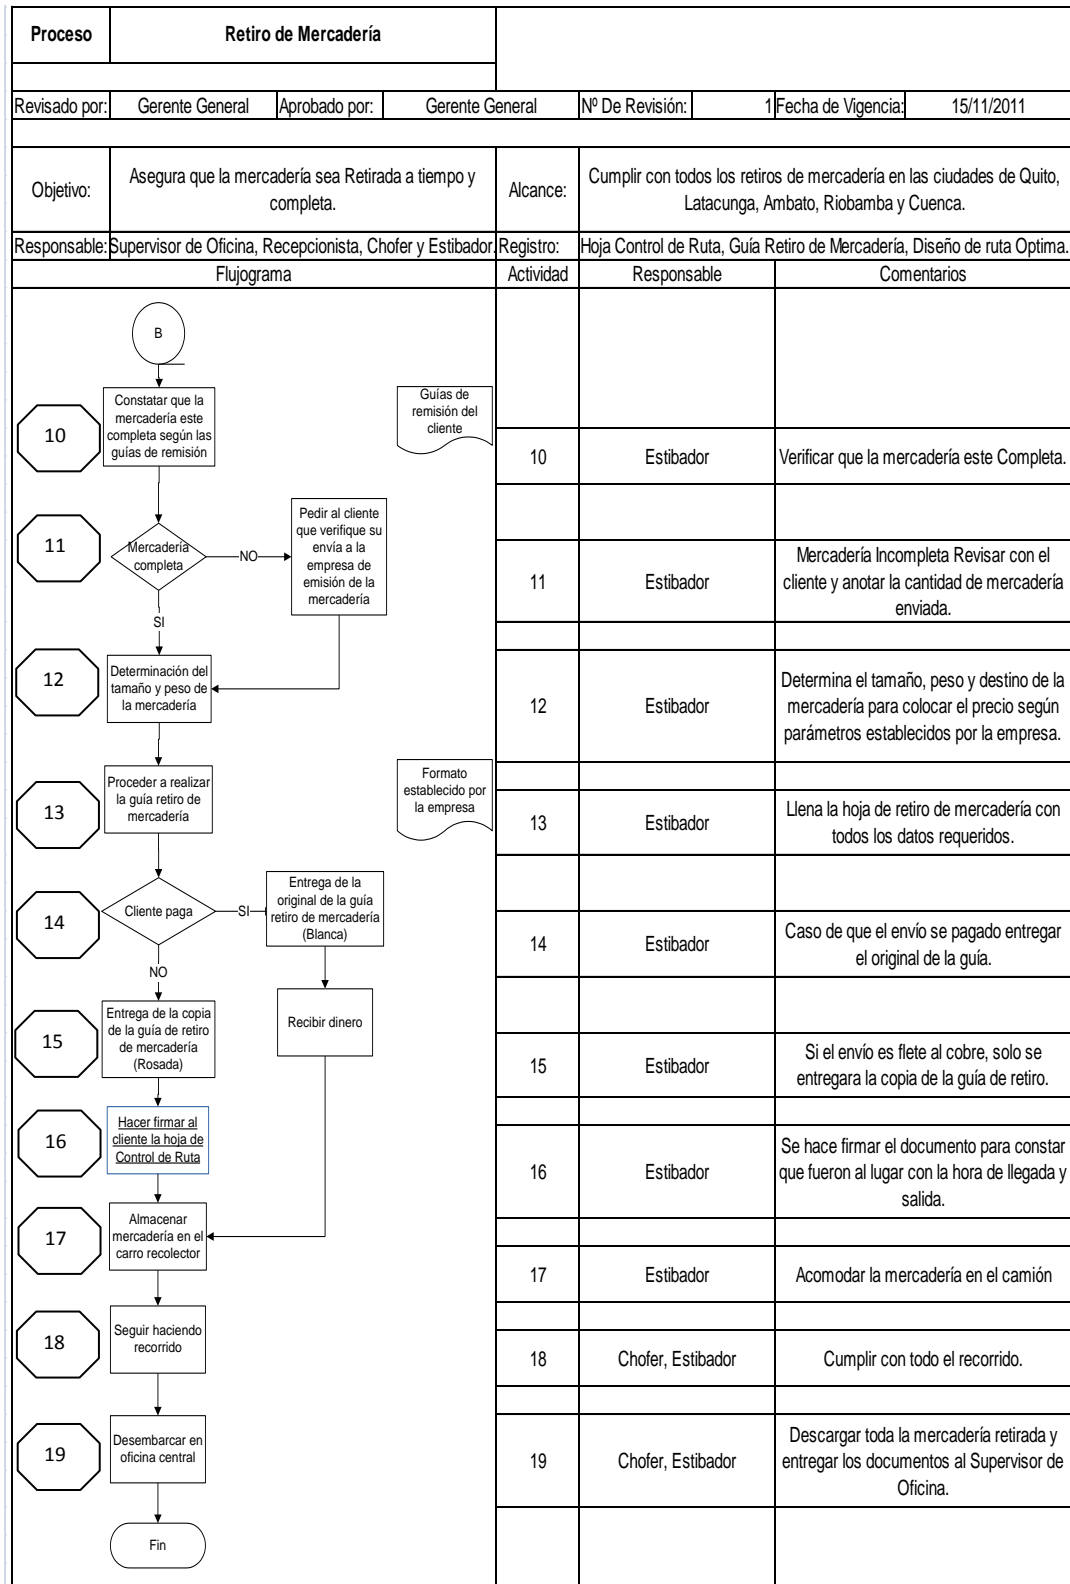 Proceso
Retiro de Mercadería
Revisado por:
Gerente General
Aprobado por:
Gerente General
Nº De Revisión:
1
Fecha de Vigencia:
15/11/2011
Objetivo:
Asegura que la mercadería sea Retirada a tiempo y
completa.
Alcance:
Cumplir con todos los retiros de mercadería en las ciudades de Quito,
Latacunga, Ambato, Riobamba y Cuenca.
Responsable:
Supervisor de Oficina, Recepcionista, Chofer y Estibador.
Registro:
Hoja Control de Ruta, Guía Retiro de Mercadería, Diseño de ruta Optima.
Flujograma
Actividad
Responsable
Comentarios
B
10
Constatar que la
mercadería este
completa según las
guías de remisión
Guías de
remisión del
cliente
10
Estibador
Verificar que la mercadería este Completa.
11
Mercadería
completa
NO
Pedir al cliente
que verifique su
envía a la
empresa de
emisión de la
mercadería
SI
11
Estibador
Mercadería Incompleta Revisar con el
cliente y anotar la cantidad de mercadería
enviada.
12
Determinación del
tamaño y peso de
la mercadería
12
Estibador
Determina el tamaño, peso y destino de la
mercadería para colocar el precio según
parámetros establecidos por la empresa.
13
Proceder a realizar
la guía retiro de
mercadería
Formato
establecido por
la empresa
13
Estibador
Llena la hoja de retiro de mercadería con
todos los datos requeridos.
14
Cliente paga
SI
Entrega de la
original de la guía
retiro de mercadería
(Blanca)
NO
14
Estibador
Caso de que el envío se pagado entregar
el original de la guía.
15
Entrega de la copia
de la guía de retiro
de mercadería
(Rosada)
Recibir dinero
15
Estibador
Si el envío es flete al cobre, solo se
entregara la copia de la guía de retiro.
16
Hacer firmar al
cliente la hoja de
Control de Ruta
16
Estibador
Se hace firmar el documento para constar
que fueron al lugar con la hora de llegada y
salida.
17
Almacenar
mercadería en el
carro recolector
17
Estibador
Acomodar la mercadería en el camión
18
Seguir haciendo
recorrido
18
Chofer, Estibador
Cumplir con todo el recorrido.
19
Desembarcar en
oficina central
19
Chofer, Estibador
Descargar toda la mercadería retirada y
entregar los documentos al Supervisor de
Oficina.
Fin